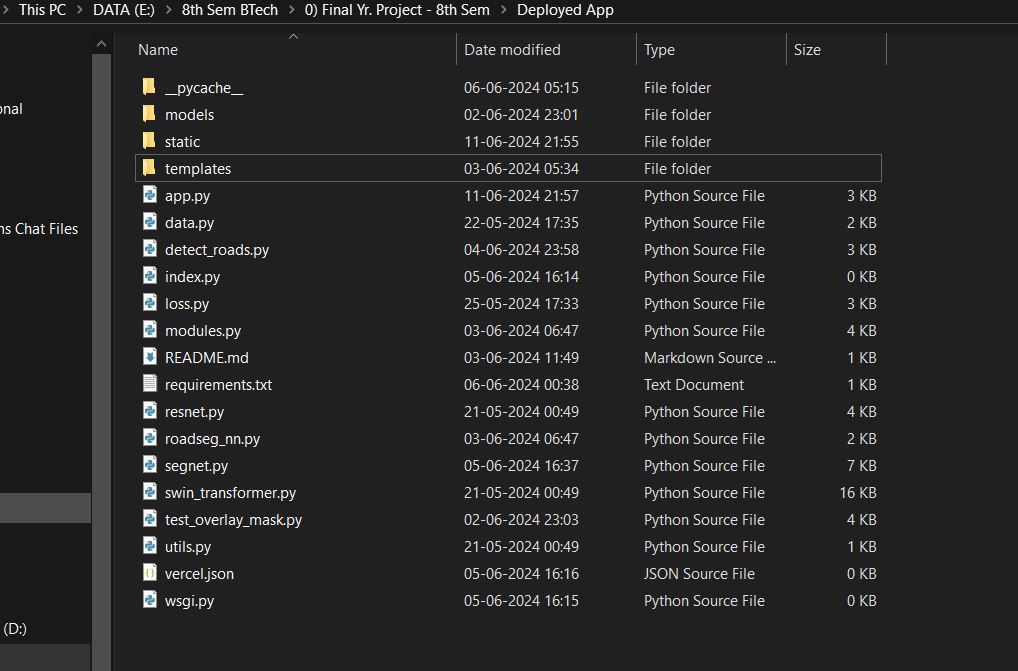 This PC > DATA (E:) > 8th Sem BTech > 0) Final Yr. Project - 8th Sem > Deployed App
Name Date modified Type Size
__pycache__ 06-06-2024 05:15 File folder
onal
models 02-06-2024 23:01 File folder
static 11-06-2024 21:55 File folder
templates 03-06-2024 05:34 File folder
app.py 11-06-2024 21:57 Python Source File 3 KB
ns Chat Files
data.py 22-05-2024 17:35 Python Source File 2 KB
detect_roads.py 04-06-2024 23:58 Python Source File 3 KB
index.py 05-06-2024 16:14 Python Source File 0 KB
loss.py 25-05-2024 17:33 Python Source File 3 KB
modules.py 03-06-2024 06:47 Python Source File 4 KB
README.md 03-06-2024 11:49 Markdown Source ... 1 KB
requirements.txt 06-06-2024 00:38 Text Document 1 KB
resnet.py 21-05-2024 00:49 Python Source File 4 KB
roadseg_nn.py 03-06-2024 06:47 Python Source File 2 KB
segnet.py 05-06-2024 16:37 Python Source File 7 KB
swin_transformer.py 21-05-2024 00:49 Python Source File 16 KB
test_overlay_mask.py 02-06-2024 23:03 Python Source File 4 KB
utils.py 21-05-2024 00:49 Python Source File 1 KB
vercel.json 05-06-2024 16:16 JSON Source File 0 KB
wsgi.py 05-06-2024 16:15 Python Source File 0 KB
(D:)